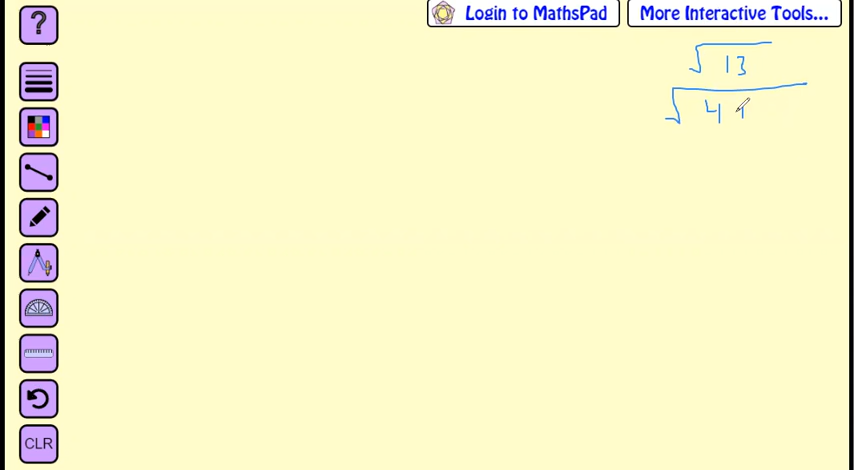 ?
Login to MathsPad More Interactive Tools...
√13
√4
CLR